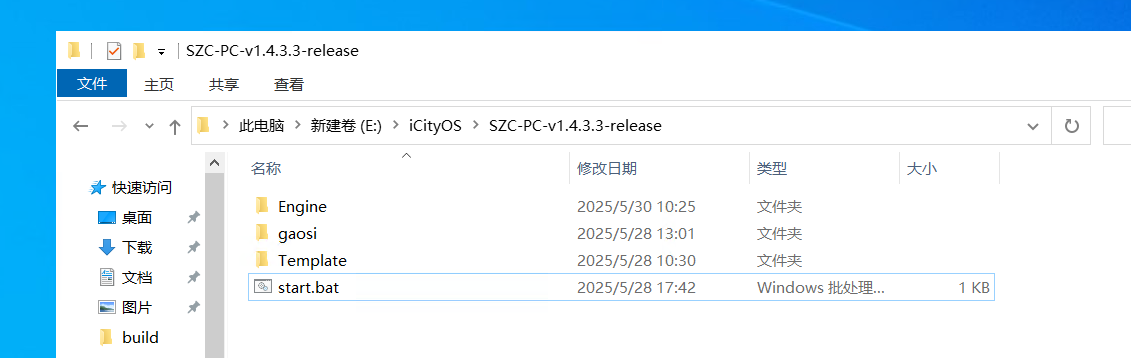 SZC-PC-v1.4.3.3-release
文件 主页 共享 查看
此电脑 新建卷 (E:) iCityOS SZC-PC-v1.4.3.3-release
名称 修改日期 类型 大小
快速访问
桌面
下载
文档
图片
build
Engine 2025/5/30 10:25 文件夹
gaosi 2025/5/28 13:01 文件夹
Template 2025/5/28 10:30 文件夹
start.bat 2025/5/28 17:42 Windows 批处理... 1 KB